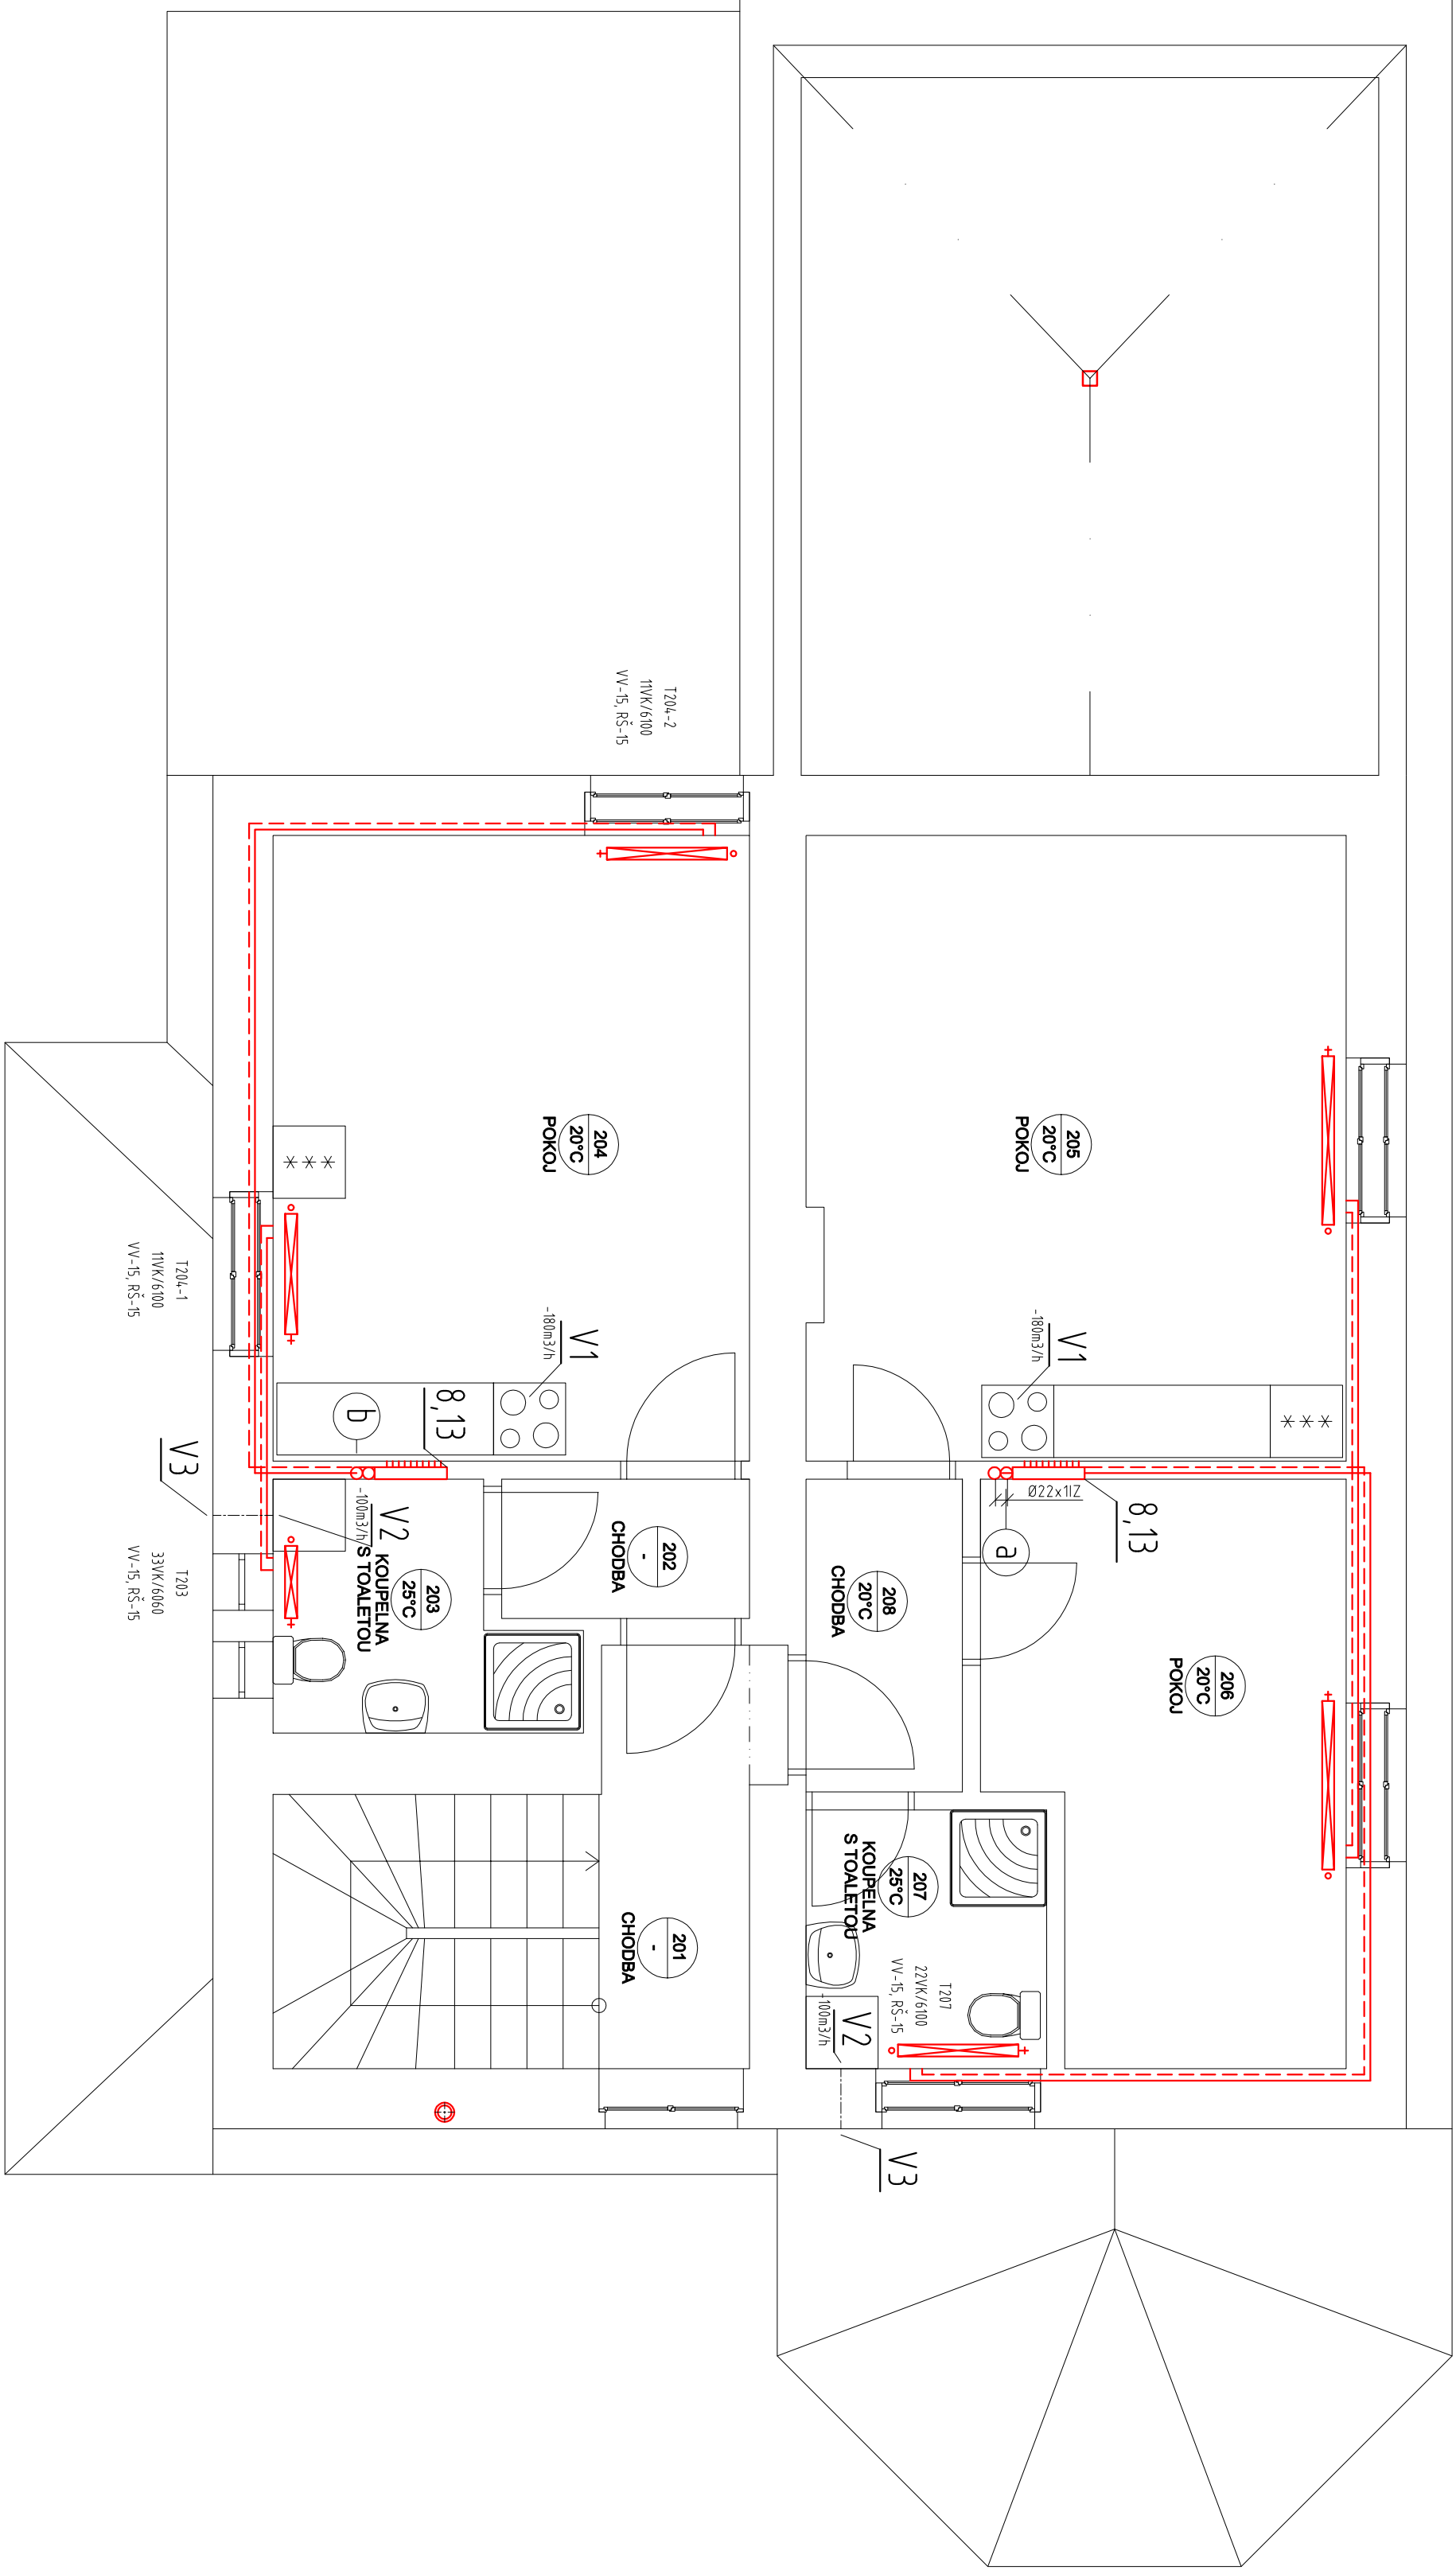 T204-2
11VK/6100
VV-15, RŠ-15
204
20°C
POKOJ
205
20°C
POKOJ
***
T204-1
11VK/6100
VV-15, RŠ-15
V1
-180m3/h
V1
-180m3/h
***
b
8,13
8,13
Ø22x1IZ
a
V3
V2
-100m3/h
T203
33VK/6060
VV-15, RŠ-15
203
25°C
KOUPELNA
S TOALETOU
202
-
CHODBA
208
20°C
CHODBA
206
20°C
POKOJ
207
25°C
KOUPELNA
S TOALETOU
201
-
CHODBA
T207
22VK/6100
VV-15, RŠ-15
V2
-100m3/h
V3